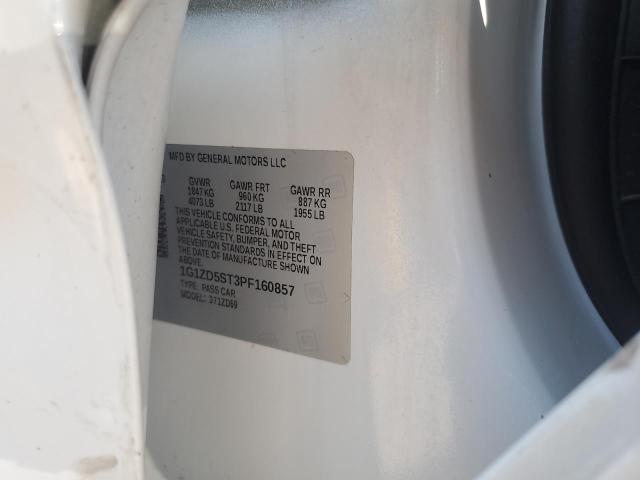 MFD BY GENERAL MOTORS LLC
GVWR GAWR FRT GAWR RR
1847 KG 960 KG 887 KG
4073 LB 2117 LB 1955 LB
THIS VEHICLE CONFORMS TO ALL
APPLICABLE U.S. FEDERAL MOTOR
VEHICLE SAFETY, BUMPER, AND THEFT
PREVENTION STANDARDS IN EFFECT ON
THE DATE OF MANUFACTURE SHOWN
ABOVE.
1G1ZD5ST3PF160857
TYPE: PASS CAR
MODEL: 371ZD69